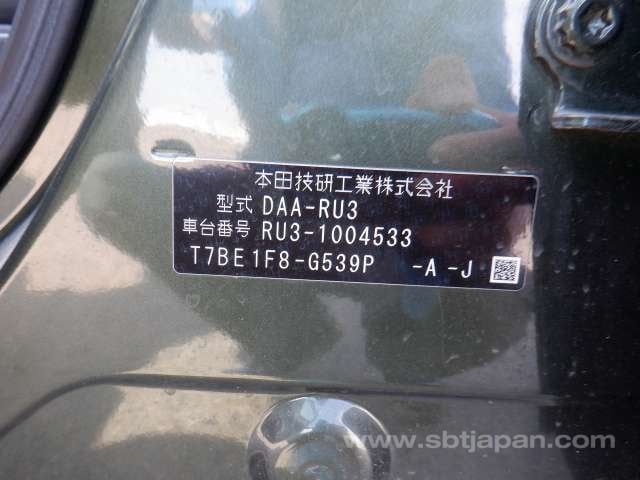 本田技研工業株式会社
型式 DAA-RU3
車台番号 RU3-1004533
T7BE1F8-G539P -A -J
www.sbtjapan.com